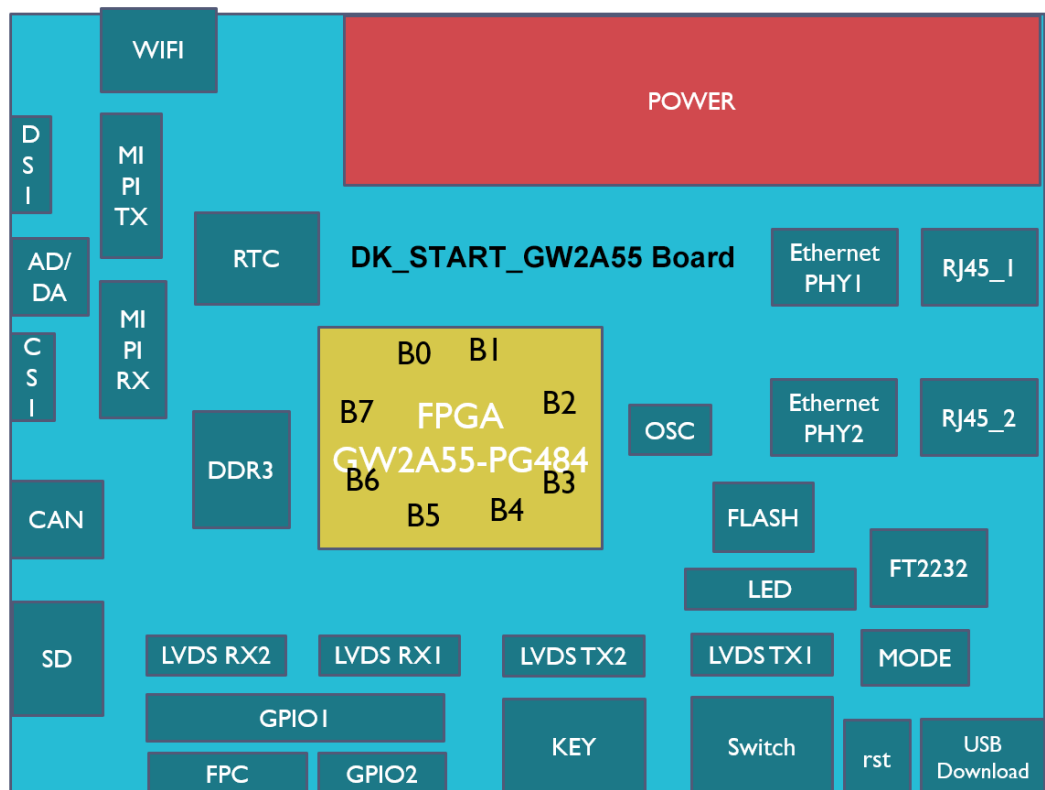 WIFI
POWER
D
S
I
MI
PI
TX
RTC
DK_START_GW2A55 Board
Ethernet
PHY1
RJ45_1
AD/
DA
MI
PI
RX
C
S
I
B0
B1
B2
B7
FPGA
GW2A55-PG484
B6
B3
B5
B4
OSC
Ethernet
PHY2
RJ45_2
DDR3
CAN
FLASH
FT2232
LED
SD
LVDS RX2
LVDS RX1
LVDS TX2
LVDS TX1
MODE
GPIO1
KEY
Switch
rst
USB
Download
FPC
GPIO2